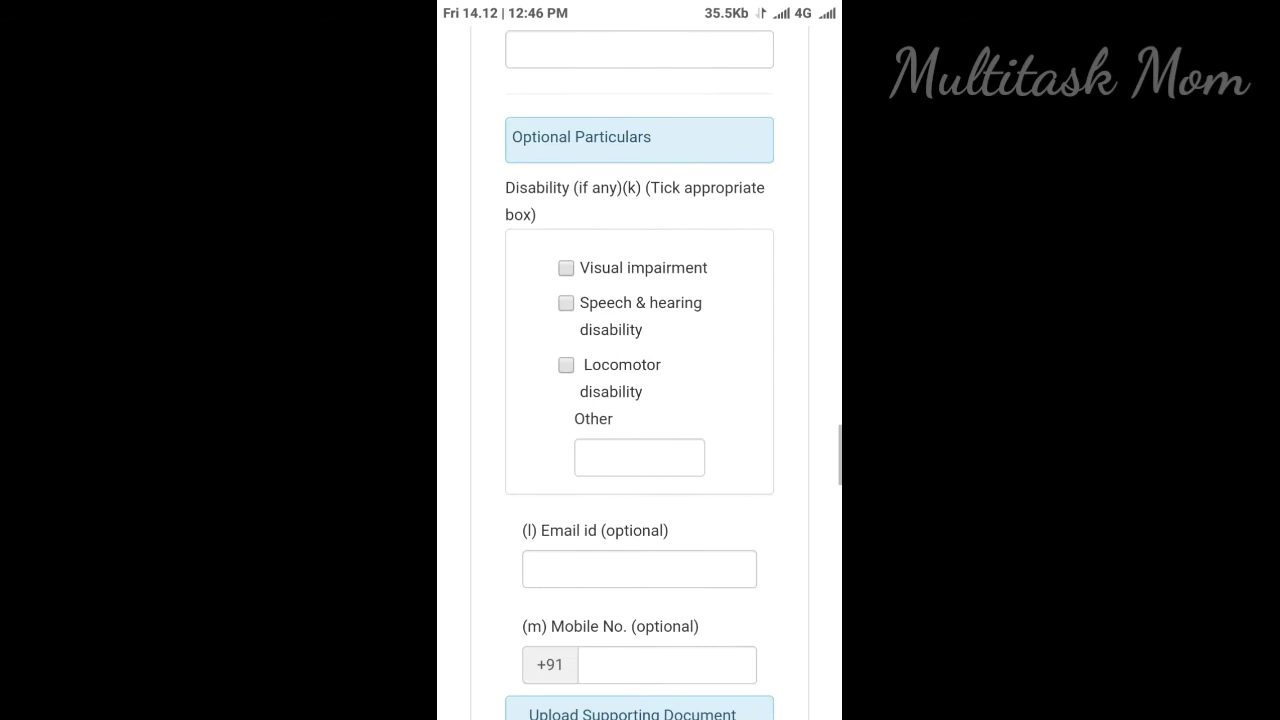 Fri 14.12 | 12:46 PM 35.5Kb 4G
Multitask Mom
Optional Particulars
Disability (if any)(k) (Tick appropriate
box)
Visual impairment
Speech & hearing
disability
Locomotor
disability
Other
(l) Email id (optional)
(m) Mobile No. (optional)
+91
Upload Supporting Document